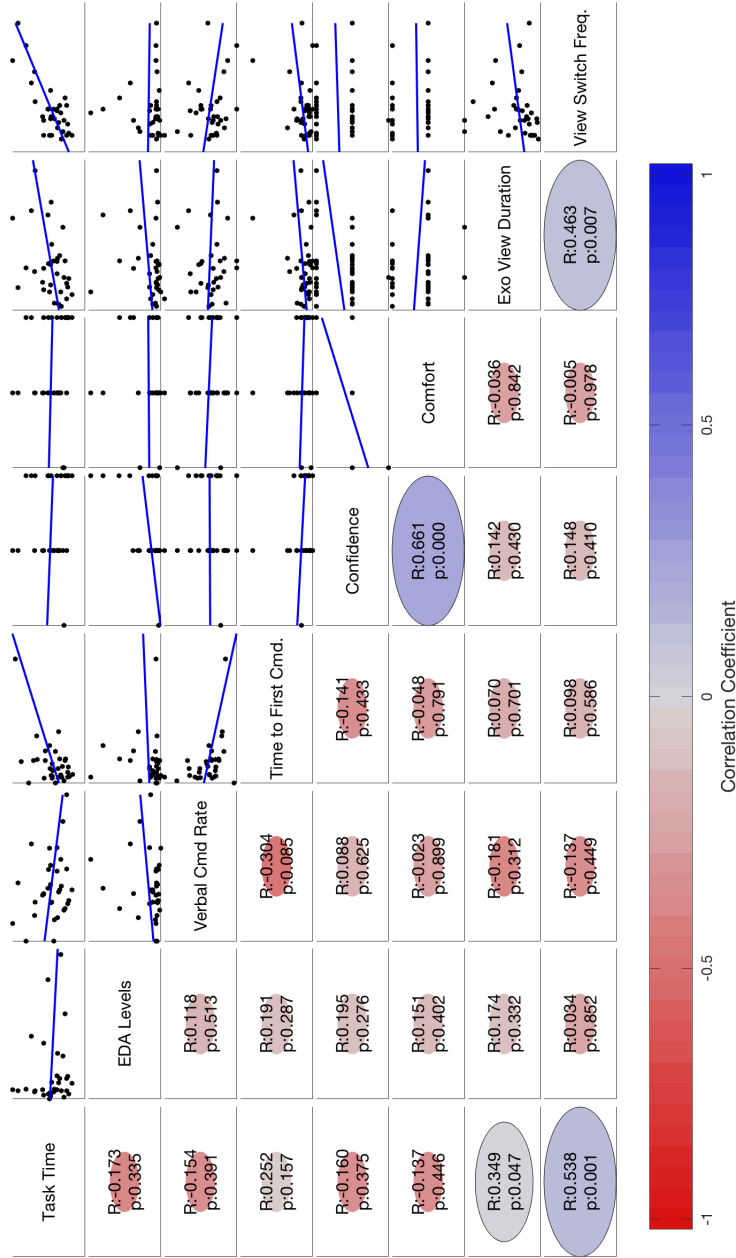 Task Time
R:-0.173
p:0.335
EDA Levels
R:-0.154
p:0.391
R:0.118
p:0.513
Verbal Cmd Rate
R:0.252
p:0.157
R:0.191
p:0.287
R:-0.304
p:0.085
Time to First Cmd.
R:-0.160
p:0.375
R:0.195
p:0.276
R:0.088
p:0.625
R:-0.141
p:0.433
Confidence
R:-0.137
p:0.446
R:0.151
p:0.402
R:-0.023
p:0.899
R:-0.048
p:0.791
R:0.661
p:0.000
Comfort
R:0.349
p:0.047
R:0.174
p:0.332
R:-0.181
p:0.312
R:0.070
p:0.701
R:0.142
p:0.430
R:-0.036
p:0.842
Exo View Duration
R:0.538
p:0.001
R:0.034
p:0.852
R:-0.137
p:0.449
R:0.098
p:0.586
R:0.148
p:0.410
R:-0.005
p:0.978
R:0.463
p:0.007
View Switch Freq.
-1
-0.5
0
0.5
1
Correlation Coefficient